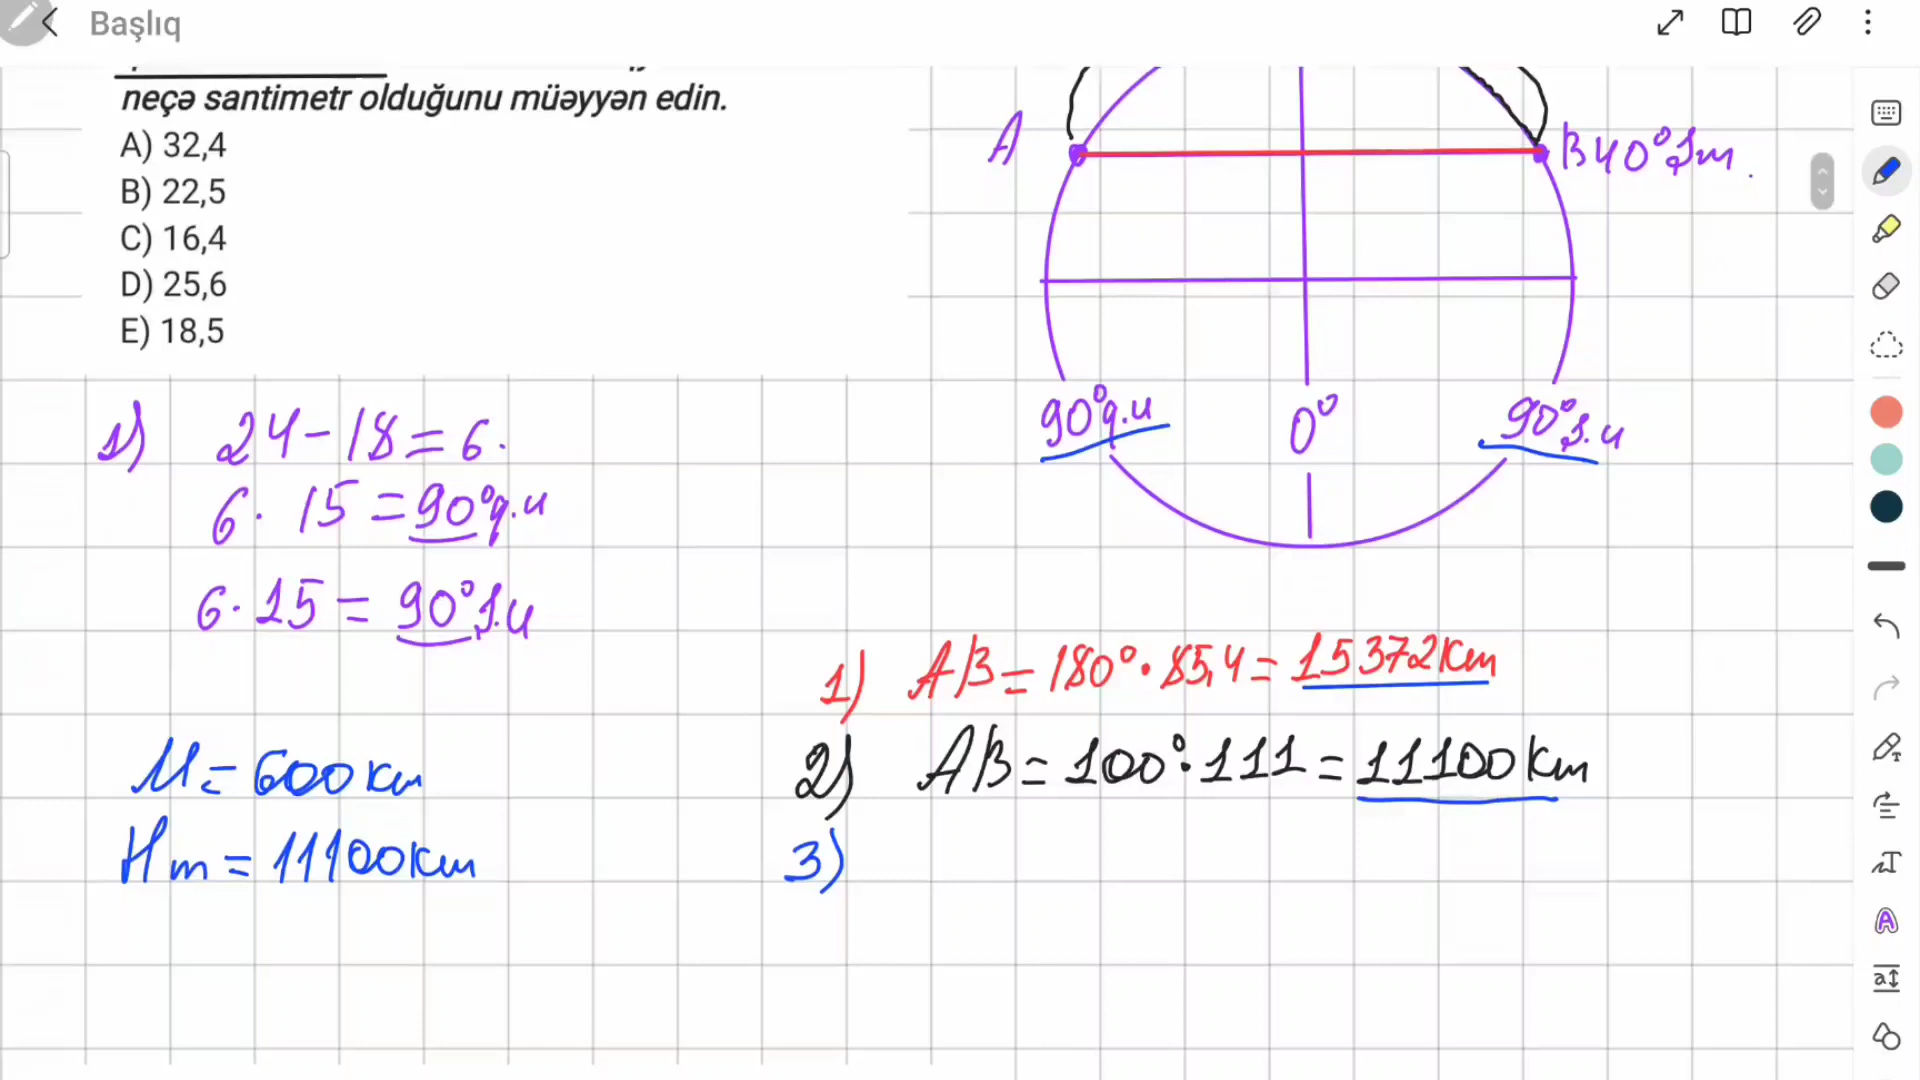 Başlıq
neçə santimetr olduğunu müəyyən edin.
A) 32,4
B) 22,5
C) 16,4
D) 25,6
E) 18,5
A
B 40° Şm.
90° q.u
0°
90° ş.u
1) 24 - 18 = 6.
6 · 15 = 90° q.u
6 · 15 = 90° ş.u
1) AB = 180° · 85,4 = 15372 km
2) AB = 100° · 111 = 11100 km
M = 600 km
Hm = 11100 km
3)